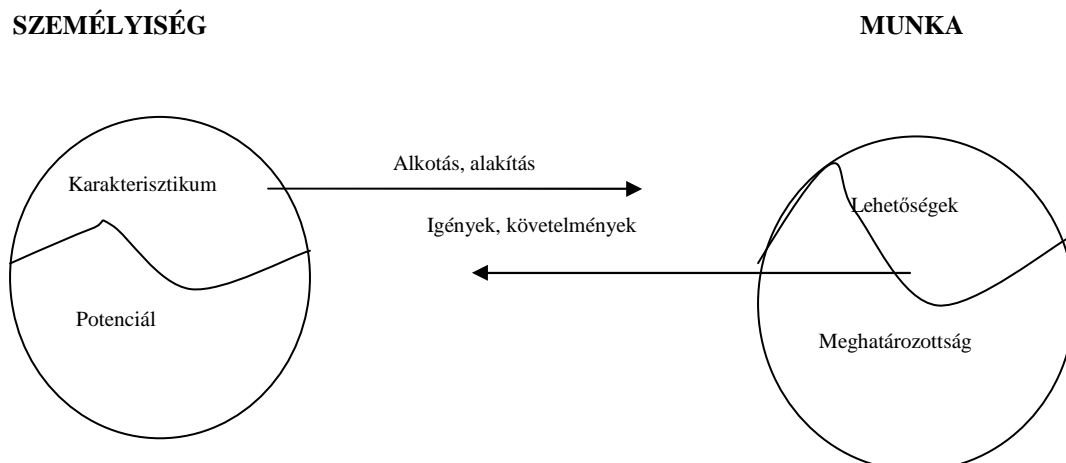 SZEMÉLYISÉG
MUNKA
Alkotás, alakítás
Karakterisztikum
Lehetőségek
Igények, követelmények
Potenciál
Meghatározottság